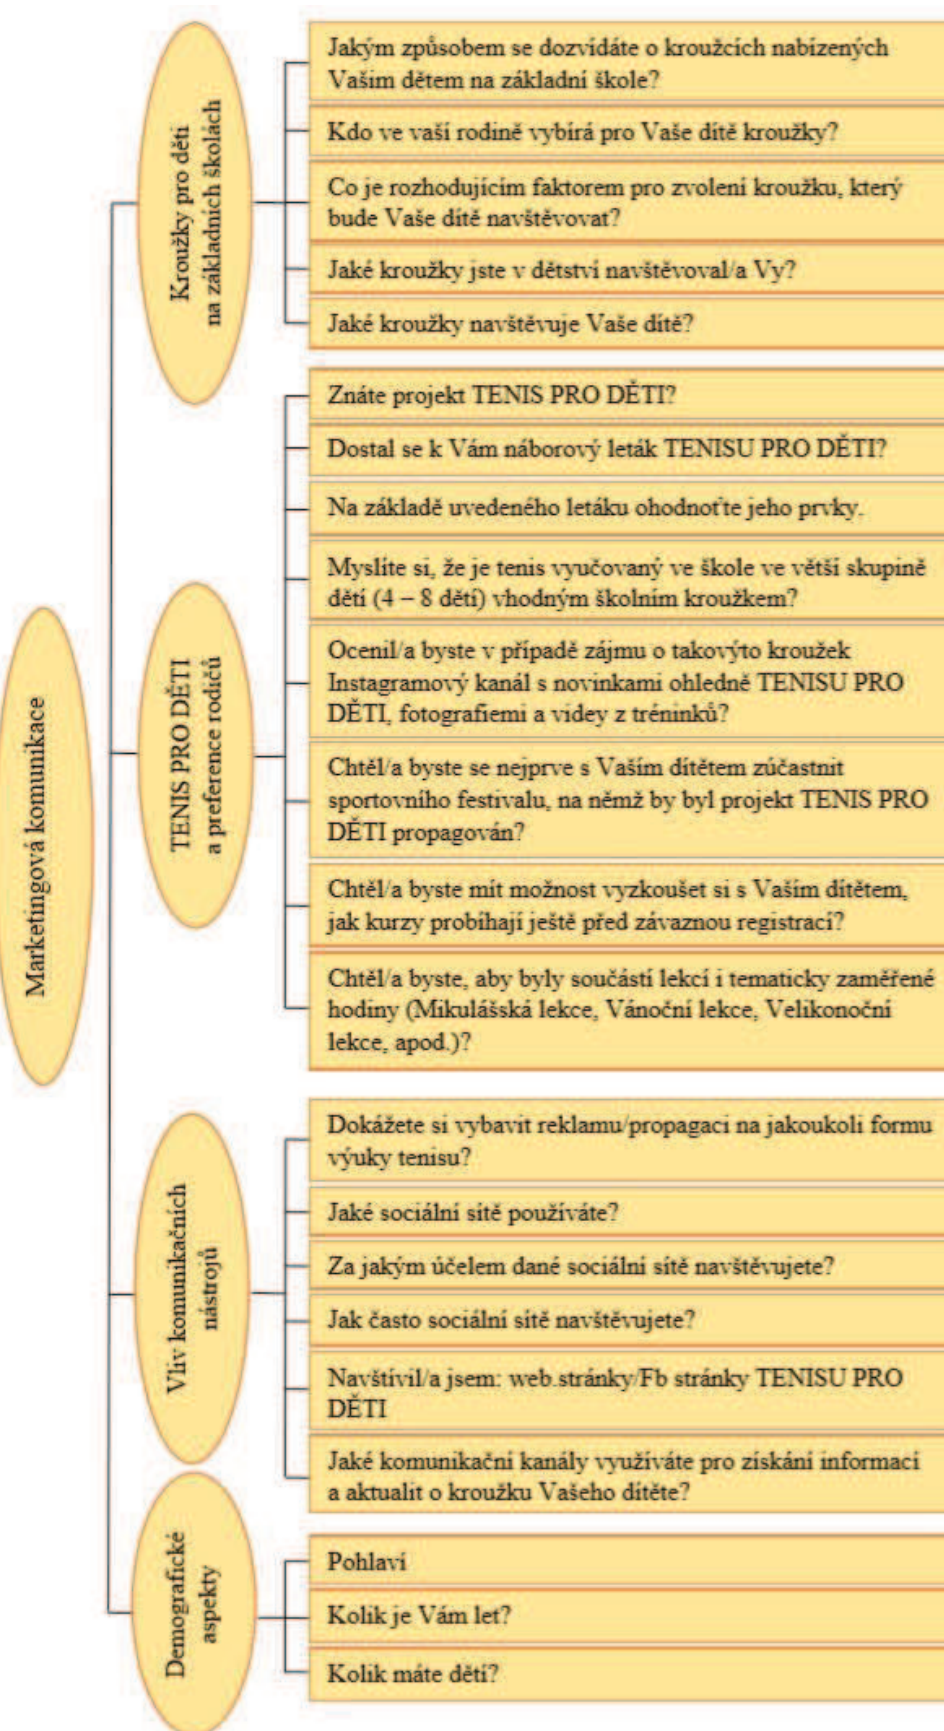 Marketingová komunikace
Kroužky pro děti
na základních školách
Jakým způsobem se dozvídáte o kroužcích nabízených
Vašim dětem na základní škole?
Kdo ve vaší rodině vybírá pro Vaše dítě kroužky?
Co je rozhodujícím faktorem pro zvolení kroužku, který
bude Vaše dítě navštěvovat?
Jaké kroužky jste v dětství navštěvoval/a Vy?
Jaké kroužky navštěvuje Vaše dítě?
TENIS PRO DĚTI
a preference rodičů
Znáte projekt TENIS PRO DĚTI?
Dostal se k Vám náborový leták TENISU PRO DĚTI?
Na základě uvedeného letáku ohodnoťte jeho prvky.
Myslíte si, že je tenis vyučovaný ve škole ve větší skupině
dětí (4 – 8 dětí) vhodným školním kroužkem?
Ocenil/a byste v případě zájmu o takovýto kroužek
Instagramový kanál s novinkami ohledně TENISU PRO
DĚTI, fotografiemi a videy z tréninků?
Chtěl/a byste se nejprve s Vaším dítětem zúčastnit
sportovního festivalu, na němž by byl projekt TENIS PRO
DĚTI propagován?
Chtěl/a byste mít možnost vyzkoušet si s Vaším dítětem,
jak kurzy probíhají ještě před závaznou registrací?
Chtěl/a byste, aby byly součástí lekcí i tematicky zaměřené
hodiny (Mikulášská lekce, Vánoční lekce, Velikonoční
lekce, apod.)?
Vliv komunikačních
nástrojů
Dokážete si vybavit reklamu/propagaci na jakoukoli formu
výuky tenisu?
Jaké sociální sítě používáte?
Za jakým účelem dané sociální sítě navštěvujete?
Jak často sociální sítě navštěvujete?
Navštívil/a jsem: web.stránky/Fb stránky TENISU PRO
DĚTI
Jaké komunikační kanály využíváte pro získání informací
a aktualit o kroužku Vašeho dítěte?
Demografické
aspekty
Pohlaví
Kolik je Vám let?
Kolik máte dětí?